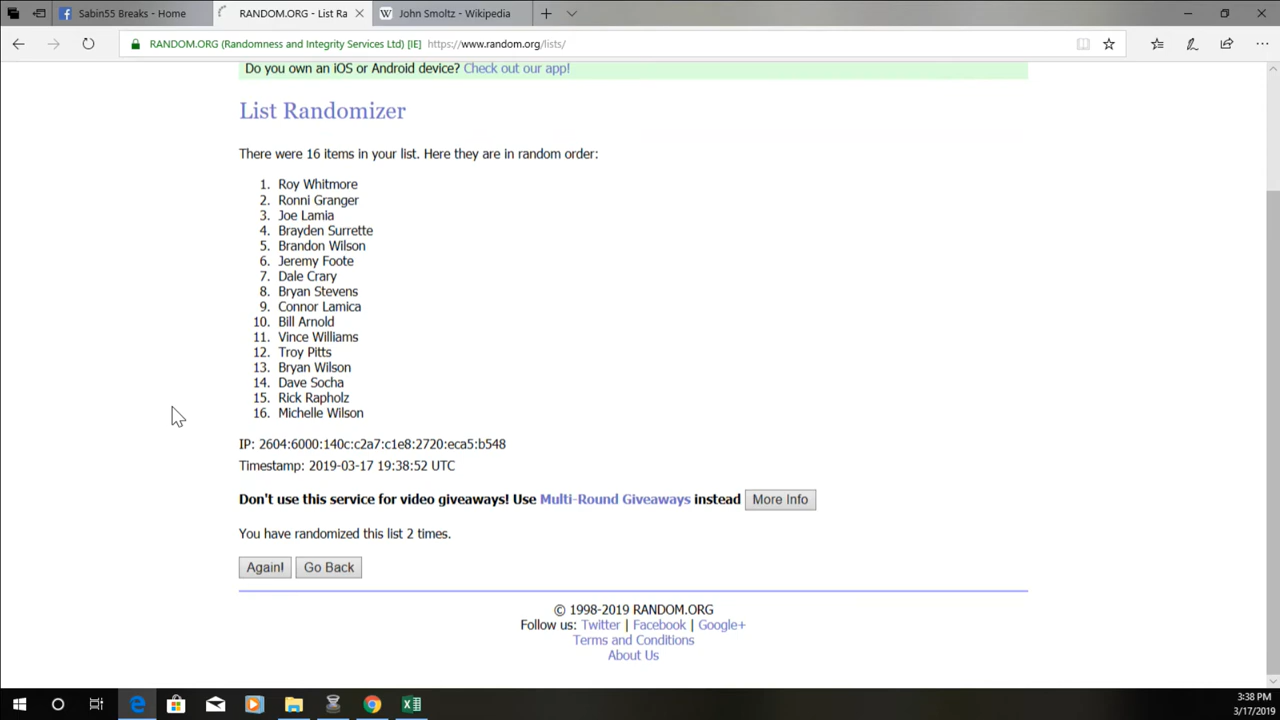 Sabin55 Breaks - Home
RANDOM.ORG - List Ra
John Smoltz - Wikipedia
RANDOM.ORG (Randomness and Integrity Services Ltd) [IE] https://www.random.org/lists/
Do you own an iOS or Android device? Check out our app!
List Randomizer
There were 16 items in your list. Here they are in random order:
1. Roy Whitmore
2. Ronni Granger
3. Joe Lamia
4. Brayden Surrette
5. Brandon Wilson
6. Jeremy Foote
7. Dale Crary
8. Bryan Stevens
9. Connor Lamica
10. Bill Arnold
11. Vince Williams
12. Troy Pitts
13. Bryan Wilson
14. Dave Socha
15. Rick Rapholz
16. Michelle Wilson
IP: 2604:6000:140c:c2a7:c1e8:2720:eca5:b548
Timestamp: 2019-03-17 19:38:52 UTC
Don't use this service for video giveaways! Use Multi-Round Giveaways instead More Info
You have randomized this list 2 times.
Again! Go Back
© 1998-2019 RANDOM.ORG
Follow us: Twitter | Facebook | Google+
Terms and Conditions
About Us
3:38 PM
3/17/2019